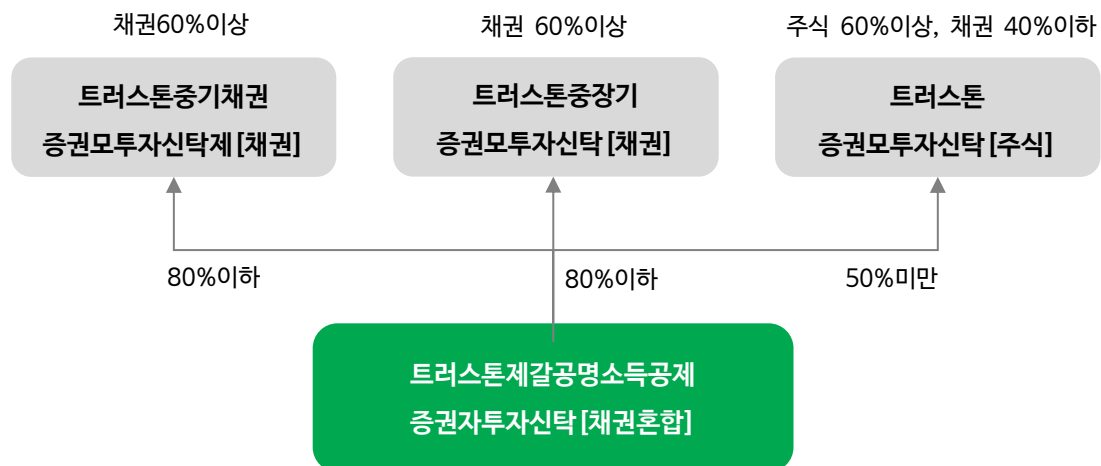 채권60%이상
채권 60%이상
주식 60%이상, 채권 40%이하
트러스톤중기채권
증권모투자신탁제[채권]
트러스톤중장기
증권모투자신탁[채권]
트러스톤
증권모투자신탁[주식]
80%이하
80%이하
50%미만
트러스톤제갈공명소득공제
증권자투자신탁[채권혼합]